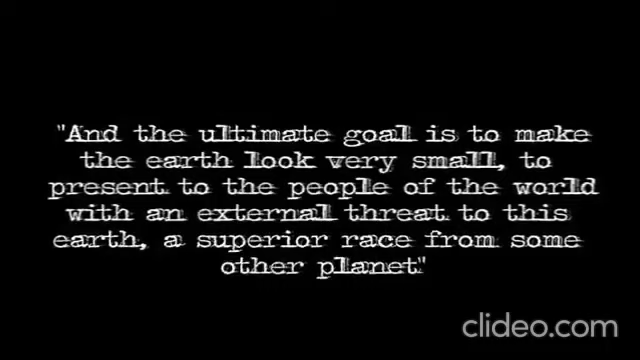 "And the ultimate goal is to make
the earth look very small, to
present to the people of the world
with an external threat to this
earth, a superior race from some
other planet"
clideo.com